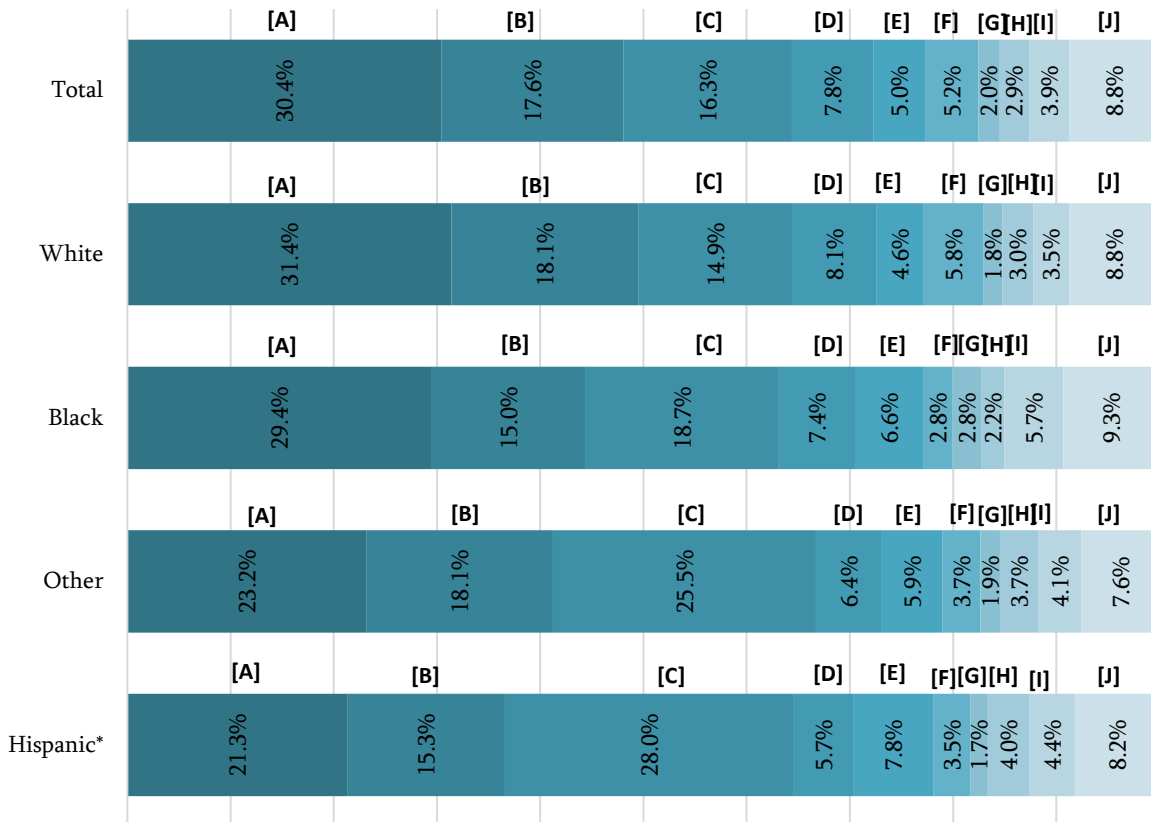 [A] [B] [C] [D] [E] [F] [G] [H] [I] [J]
Total 30.4% 17.6% 16.3% 7.8% 5.0% 5.2% 2.0% 2.9% 3.9% 8.8%
[A] [B] [C] [D] [E] [F] [G] [H] [I] [J]
White 31.4% 18.1% 14.9% 8.1% 4.6% 5.8% 1.8% 3.0% 3.5% 8.8%
[A] [B] [C] [D] [E] [F] [G] [H] [I] [J]
Black 29.4% 15.0% 18.7% 7.4% 6.6% 2.8% 2.8% 2.2% 5.7% 9.3%
[A] [B] [C] [D] [E] [F] [G] [H] [I] [J]
Other 23.2% 18.1% 25.5% 6.4% 5.9% 3.7% 1.9% 3.7% 4.1% 7.6%
[A] [B] [C] [D] [E] [F] [G] [H] [I] [J]
Hispanic* 21.3% 15.3% 28.0% 5.7% 7.8% 3.5% 1.7% 4.0% 4.4% 8.2%